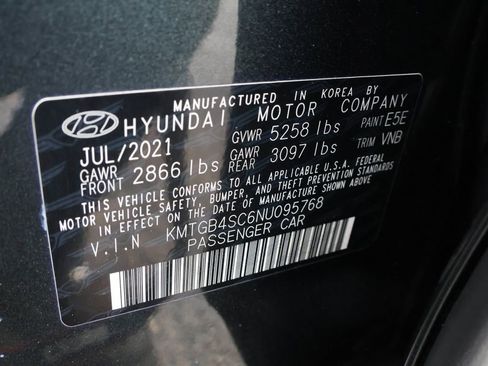 MANUFACTURED IN KOREA BY
HYUNDAI MOTOR COMPANY
JUL/2021 GVWR 5258 lbs PAINT E5E
GAWR FRONT 2866 lbs GAWR REAR 3097 lbs TRIM VNB
THIS VEHICLE CONFORMS TO ALL APPLICABLE U.S.A. FEDERAL
MOTOR VEHICLE SAFETY, BUMPER, AND THEFT PREVENTION STANDARDS
IN EFFECT ON THE DATE OF MANUFACTURE SHOWN ABOVE.
V.I.N KMTGB4SC6NU095768
PASSENGER CAR